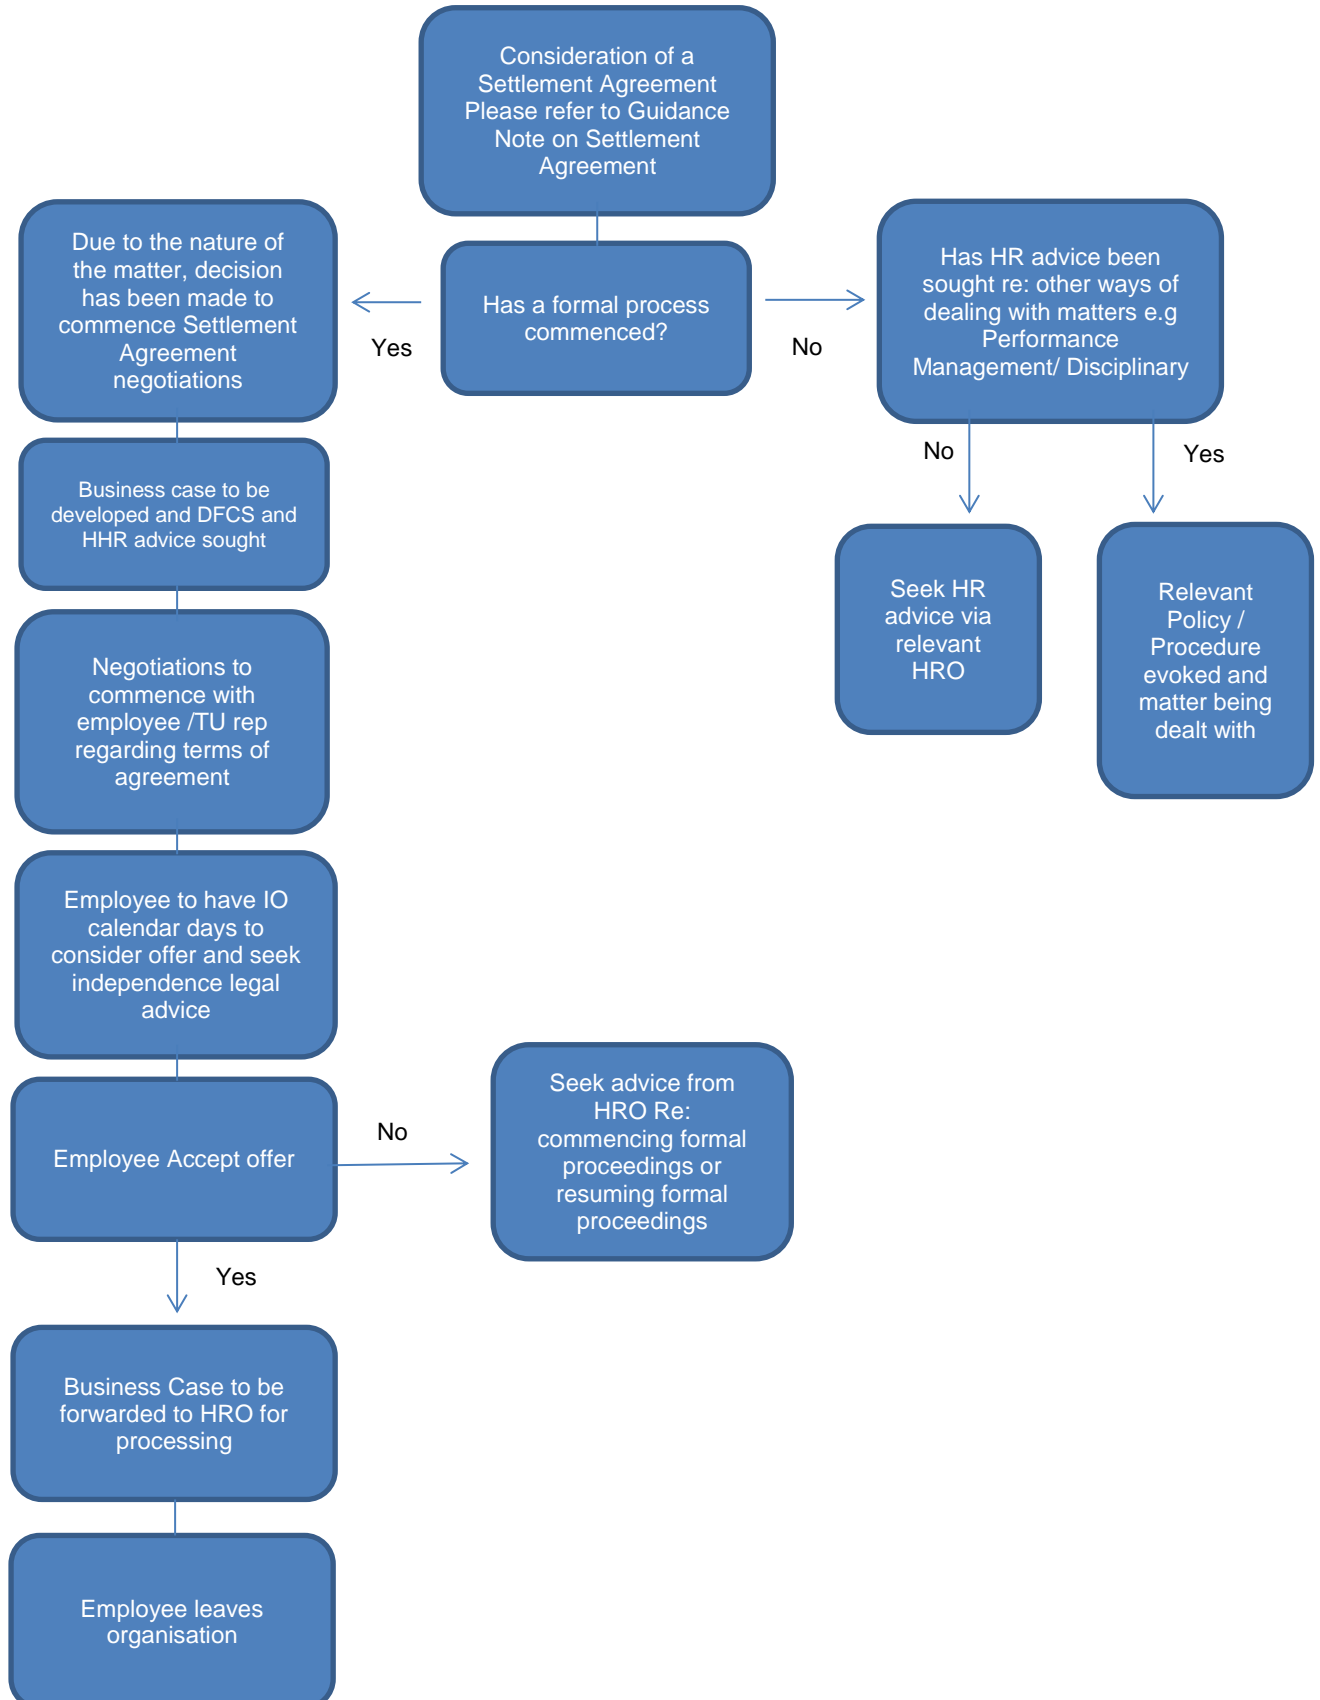 Consideration of a
Settlement Agreement
Please refer to Guidance
Note on Settlement
Agreement
Due to the nature of
the matter, decision
has been made to
commence Settlement
Agreement
negotiations
Yes
Has a formal process
commenced?
No
Has HR advice been
sought re: other ways of
dealing with matters e.g
Performance
Management/ Disciplinary
No
Yes
Business case to be
developed and DFCS and
HHR advice sought
Seek HR
advice via
relevant
HRO
Relevant
Policy /
Procedure
evoked and
matter being
dealt with
Negotiations to
commence with
employee /TU rep
regarding terms of
agreement
Employee to have IO
calendar days to
consider offer and seek
independence legal
advice
Employee Accept offer
No
Seek advice from
HRO Re:
commencing formal
proceedings or
resuming formal
proceedings
Yes
Business Case to be
forwarded to HRO for
processing
Employee leaves
organisation